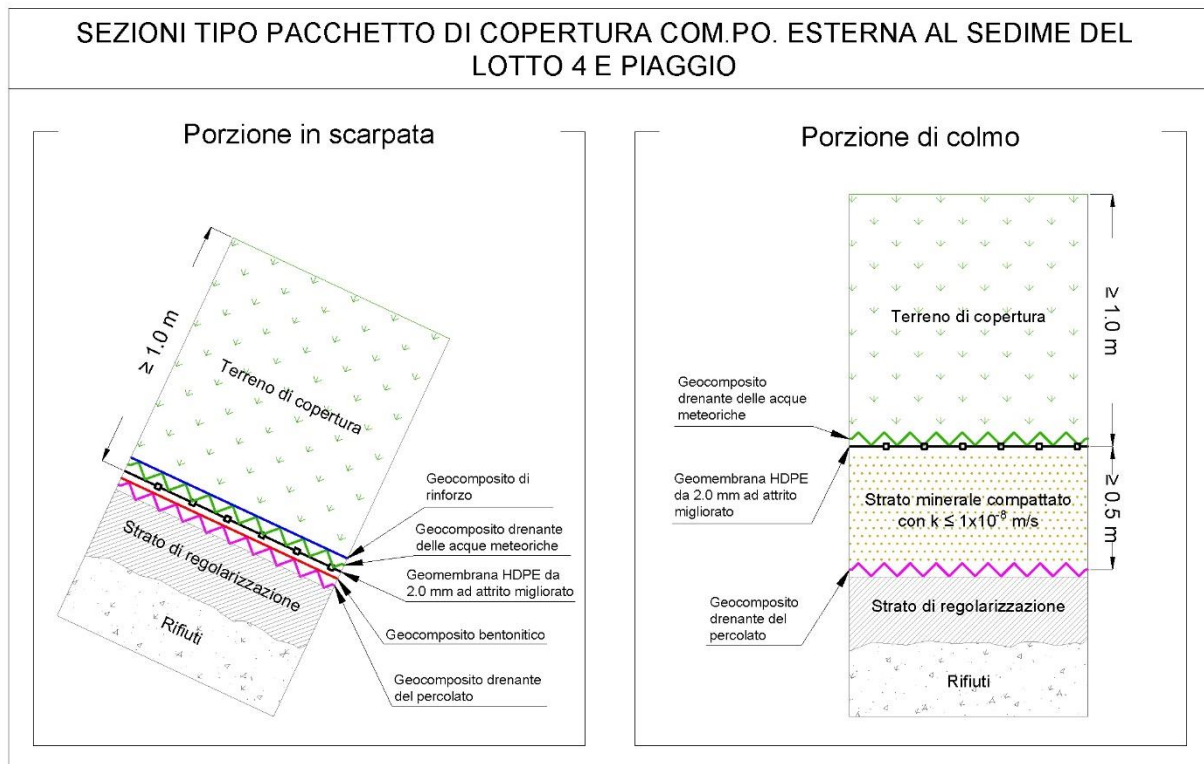 SEZIONI TIPO PACCHETTO DI COPERTURA COM.PO. ESTERNA AL SEDIME DEL
LOTTO 4 E PIAGGIO
Porzione in scarpata
≥ 1.0 m
Terreno di copertura
Geocomposito di
rinforzo
Geocomposito drenante
delle acque meteoriche
Geomembrana HDPE da
2.0 mm ad attrito migliorato
Geocomposito bentonitico
Geocomposito drenante
del percolato
Strato di regolarizzazione
Rifiuti
Porzione di colmo
Terreno di copertura
≥ 1.0 m
Geocomposito
drenante delle acque
meteoriche
Geomembrana HDPE
da 2.0 mm ad attrito
migliorato
Strato minerale compattato
con k ≤ 1x10⁻⁸ m/s
≥ 0.5 m
Geocomposito
drenante del
percolato
Strato di regolarizzazione
Rifiuti